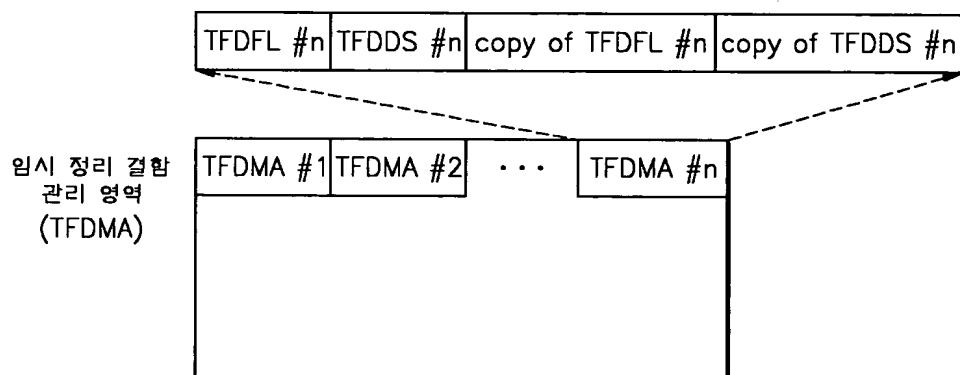 TFDFL #n TFDDS #n copy of TFDFL #n copy of TFDDS #n
임시 정리 결함
관리 영역
(TFDMA)
TFDMA #1 TFDMA #2 ··· TFDMA #n